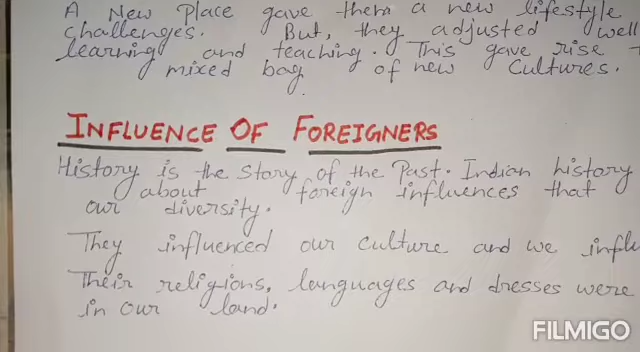 A New Place gave them a new lifestyle
challenges. But, they adjusted well
learning and teaching. This gave rise
mixed bag of new cultures.
INFLUENCE OF FOREIGNERS
History is the story of the Past. Indian history
about foreign influences that
our diversity.
They influenced our culture and we
Their religions, languages and dresses were
in our land.
FILMIGO